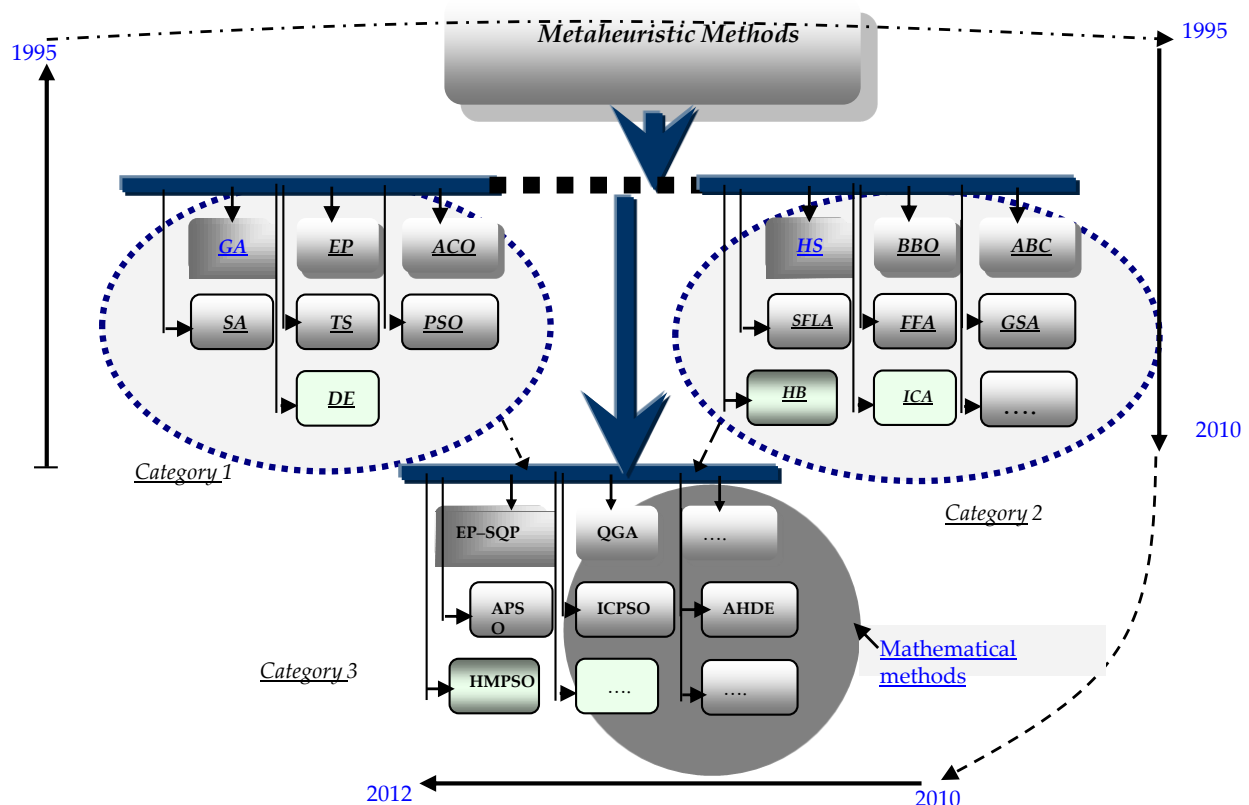 Metaheuristic Methods
1995
1995
GA
EP
ACO
HS
BBO
ABC
SA
TS
PSO
SFLA
FFA
GSA
DE
HB
ICA
....
2010
Category 1
Category 2
EP–SQP
QGA
....
APS
O
ICPSO
AHDE
Mathematical
methods
Category 3
HMPSO
....
....
2012
2010